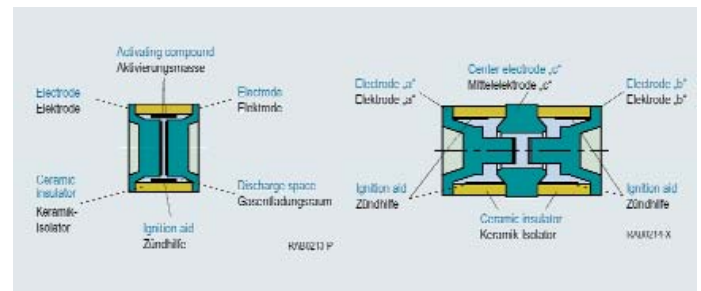 Activating compound
Aktivierungsmasse
Electrode
Elektrode
Electrode
Elektrode
Ceramic
insulator
Keramik-
Isolator
Ignition aid
Zündhilfe
Discharge space
Gasentladungsraum
Center electrode „c“
Mittelelektrode „c“
Electrode „a“
Elektrode „a“
Electrode „b“
Elektrode „b“
Ignition aid
Zündhilfe
Ceramic insulator
Keramik Isolator
Ignition aid
Zündhilfe